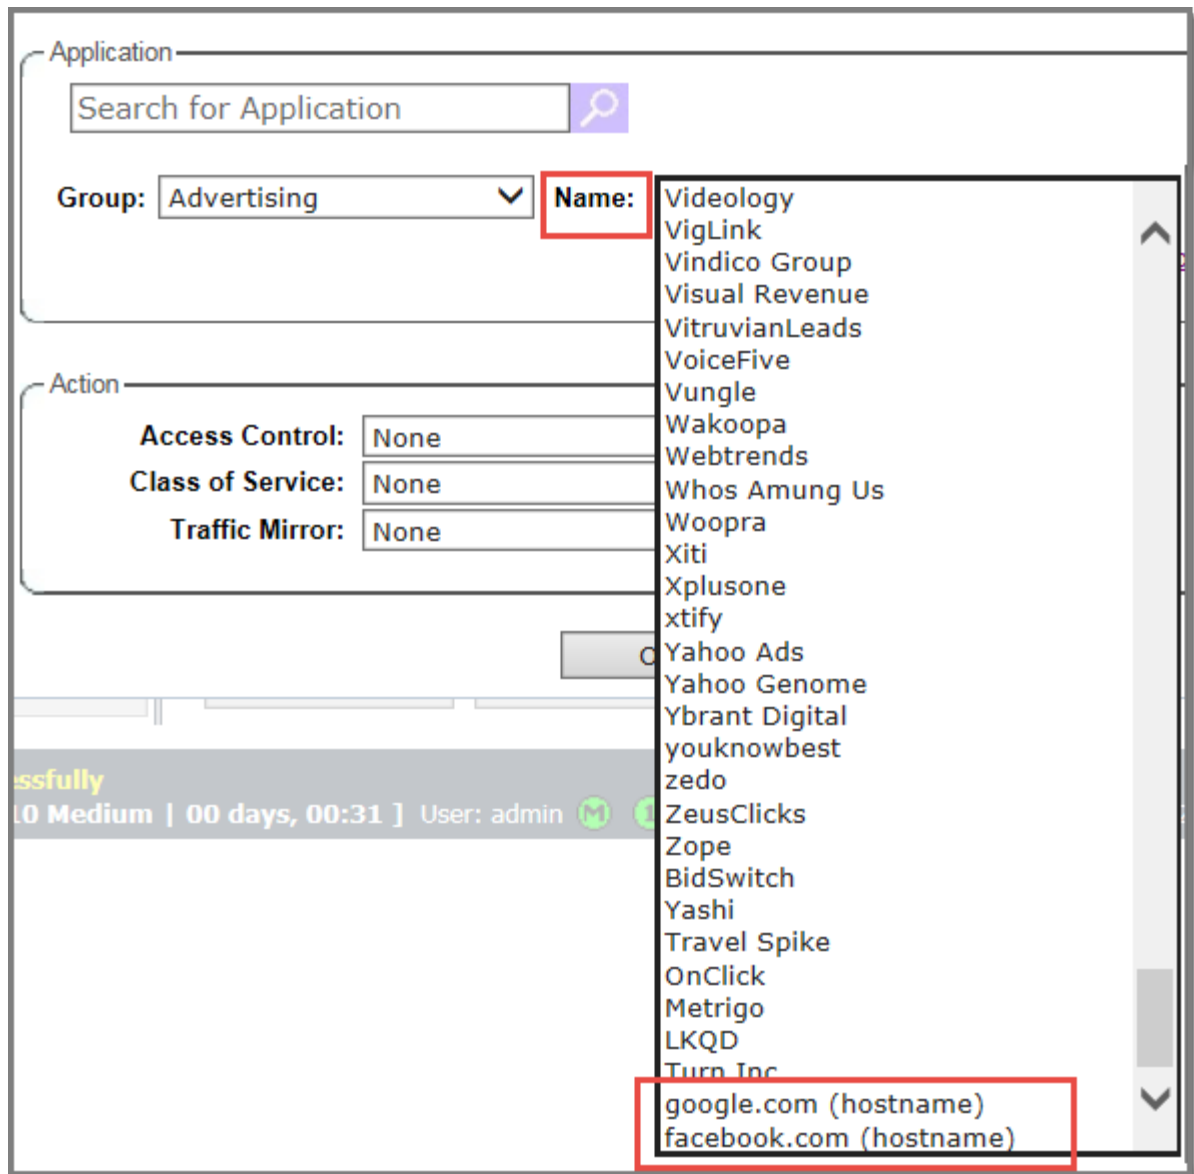 Application
Search for Application
Group: Advertising Name:
Videology
VigLink
Vindico Group
Visual Revenue
VitruvianLeads
VoiceFive
Vungle
Wakoopa
Webtrends
Whos Amung Us
Woopra
Xiti
Xplusone
xtify
Yahoo Ads
Yahoo Genome
Ybrant Digital
youknowbest
zedo
ZeusClicks
Zope
BidSwitch
Yashi
Travel Spike
OnClick
Metrigo
LKQD
Turn Inc
google.com (hostname)
facebook.com (hostname)
Action
Access Control: None
Class of Service: None
Traffic Mirror: None
essfully
10 Medium | 00 days, 00:31 ] User: admin M 1